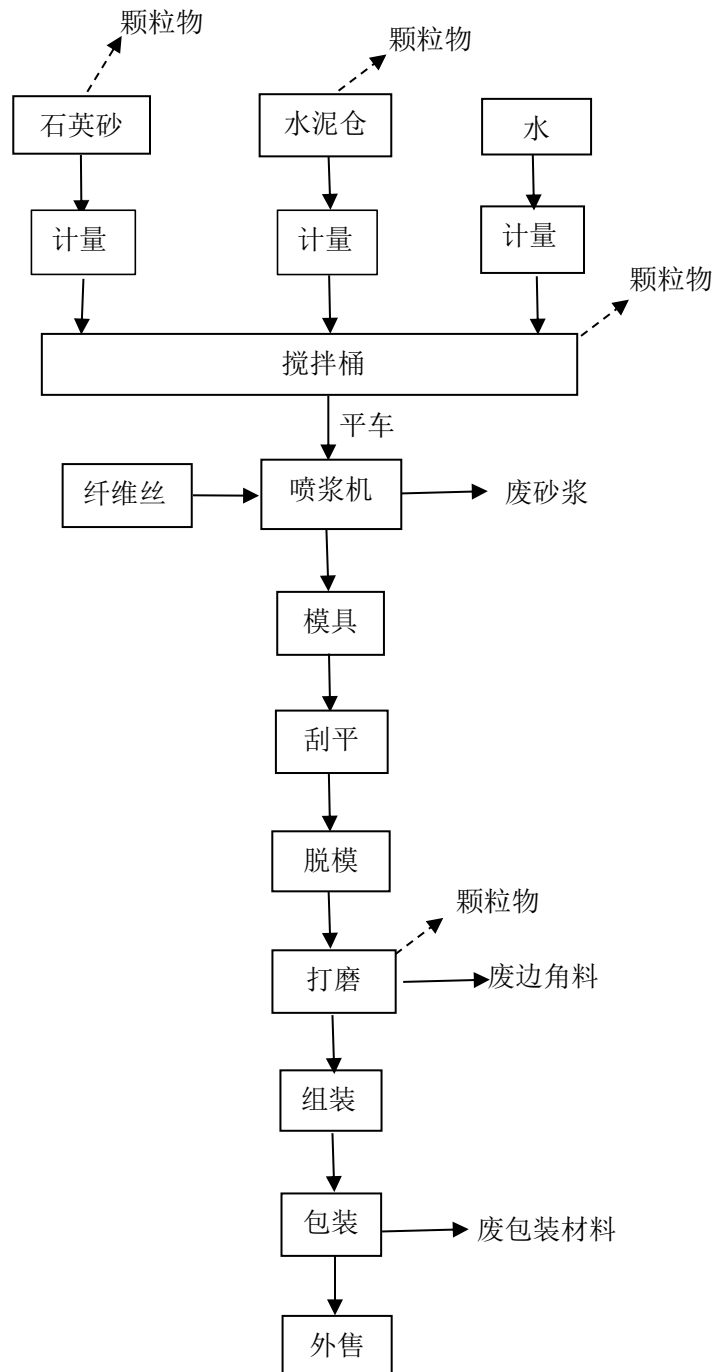 颗粒物
颗粒物
石英砂
水泥仓
水
计量
计量
计量
颗粒物
搅拌桶
平车
纤维丝
喷浆机
废砂浆
模具
刮平
脱模
颗粒物
打磨
废边角料
组装
包装
废包装材料
外售